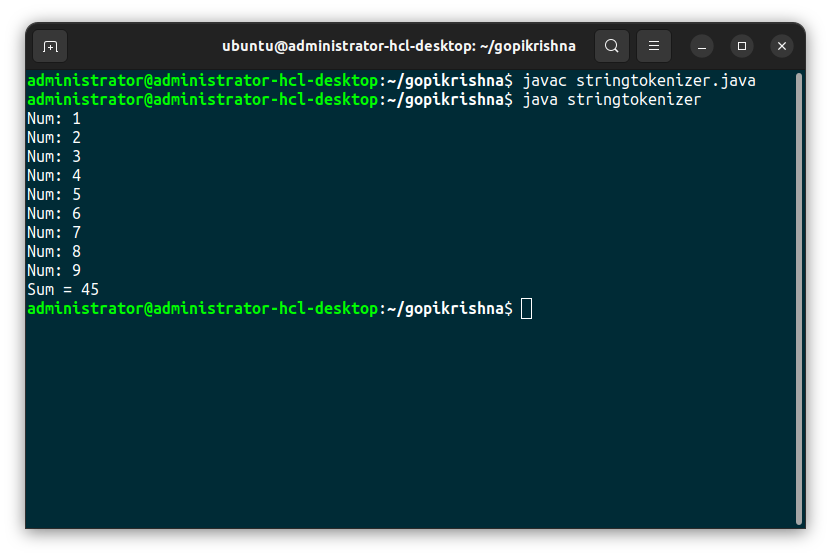 ubuntu@administrator-hcl-desktop: ~/gopikrishna
administrator@administrator-hcl-desktop:~/gopikrishna$ javac stringtokenizer.java
administrator@administrator-hcl-desktop:~/gopikrishna$ java stringtokenizer
Num: 1
Num: 2
Num: 3
Num: 4
Num: 5
Num: 6
Num: 7
Num: 8
Num: 9
Sum = 45
administrator@administrator-hcl-desktop:~/gopikrishna$